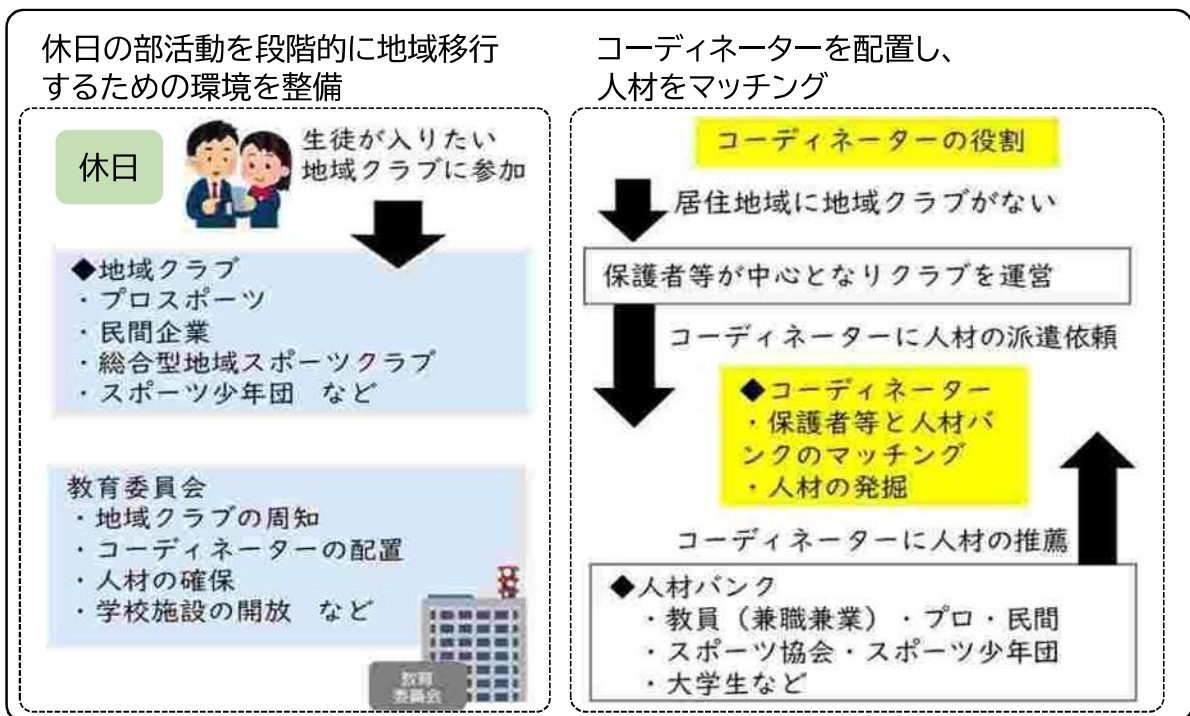 休日の部活動を段階的に地域移行
するための環境を整備
休日
生徒が入りたい
地域クラブに参加
◆地域クラブ
・プロスポーツ
・民間企業
・総合型地域スポーツクラブ
・スポーツ少年団　など
教育委員会
・地域クラブの周知
・コーディネーターの配置
・人材の確保
・学校施設の開放　など
教育
委員会
コーディネーターを配置し、
人材をマッチング
コーディネーターの役割
居住地域に地域クラブがない
保護者等が中心となりクラブを運営
コーディネーターに人材の派遣依頼
◆コーディネーター
・保護者等と人材バ
ンクのマッチング
・人材の発掘
コーディネーターに人材の推薦
◆人材バンク
・教員（兼職兼業）・プロ・民間
・スポーツ協会・スポーツ少年団
・大学生など